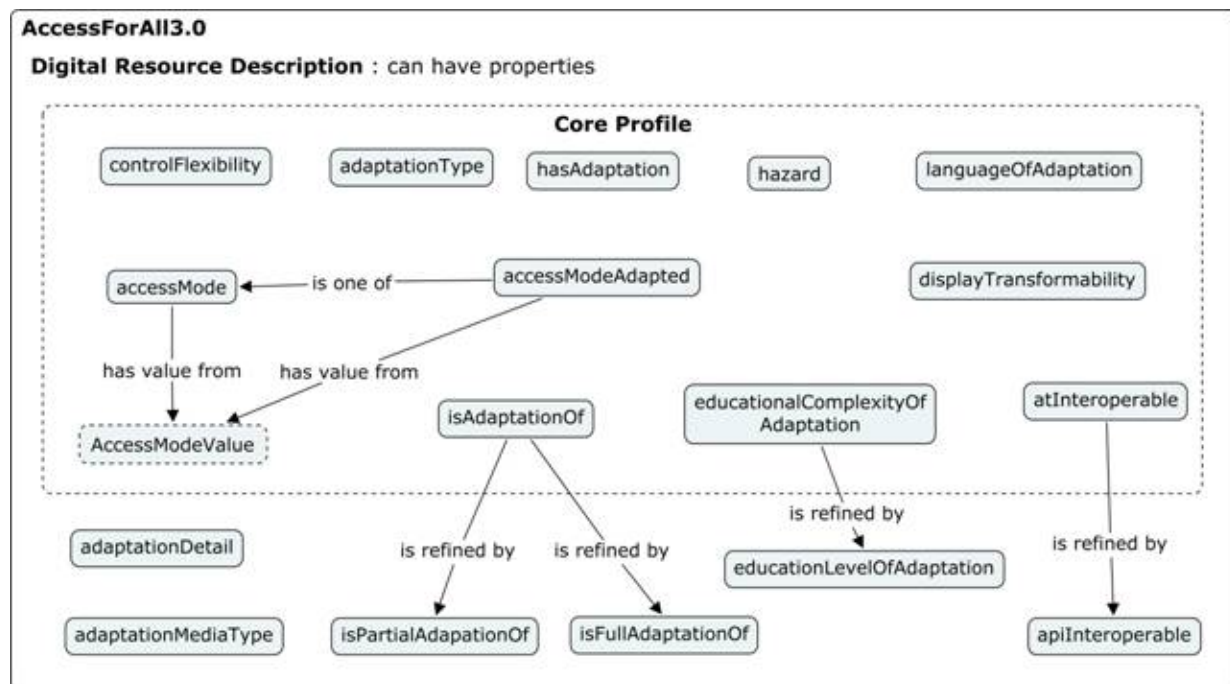 AccessForAll3.0
Digital Resource Description : can have properties
Core Profile
controlFlexibility
adaptationType
hasAdaptation
hazard
languageOfAdaptation
accessMode
is one of
accessModeAdapted
displayTransformability
has value from
has value from
AccessModeValue
isAdaptationOf
educationalComplexityOf
Adaptation
atInteroperable
is refined by
is refined by
is refined by
is refined by
adaptationDetail
educationLevelOfAdaptation
adaptationMediaType
isPartialAdapationOf
isFullAdaptationOf
apiInteroperable